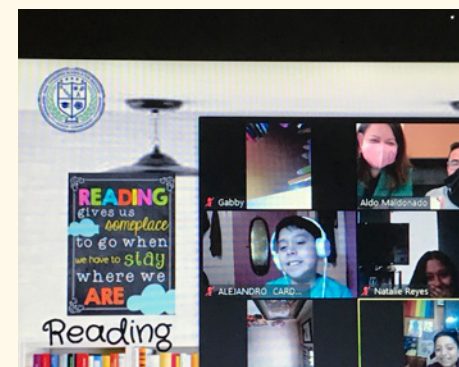 READING
gives us
someplace
to go when
we have to stay
where we
ARE
Reading
Gabby
Aldo Maldonado
ALEJANDRO CARD...
Natalie Reyes